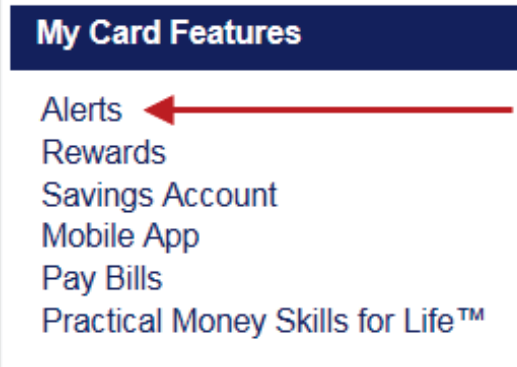 My Card Features
Alerts
Rewards
Savings Account
Mobile App
Pay Bills
Practical Money Skills for Life™